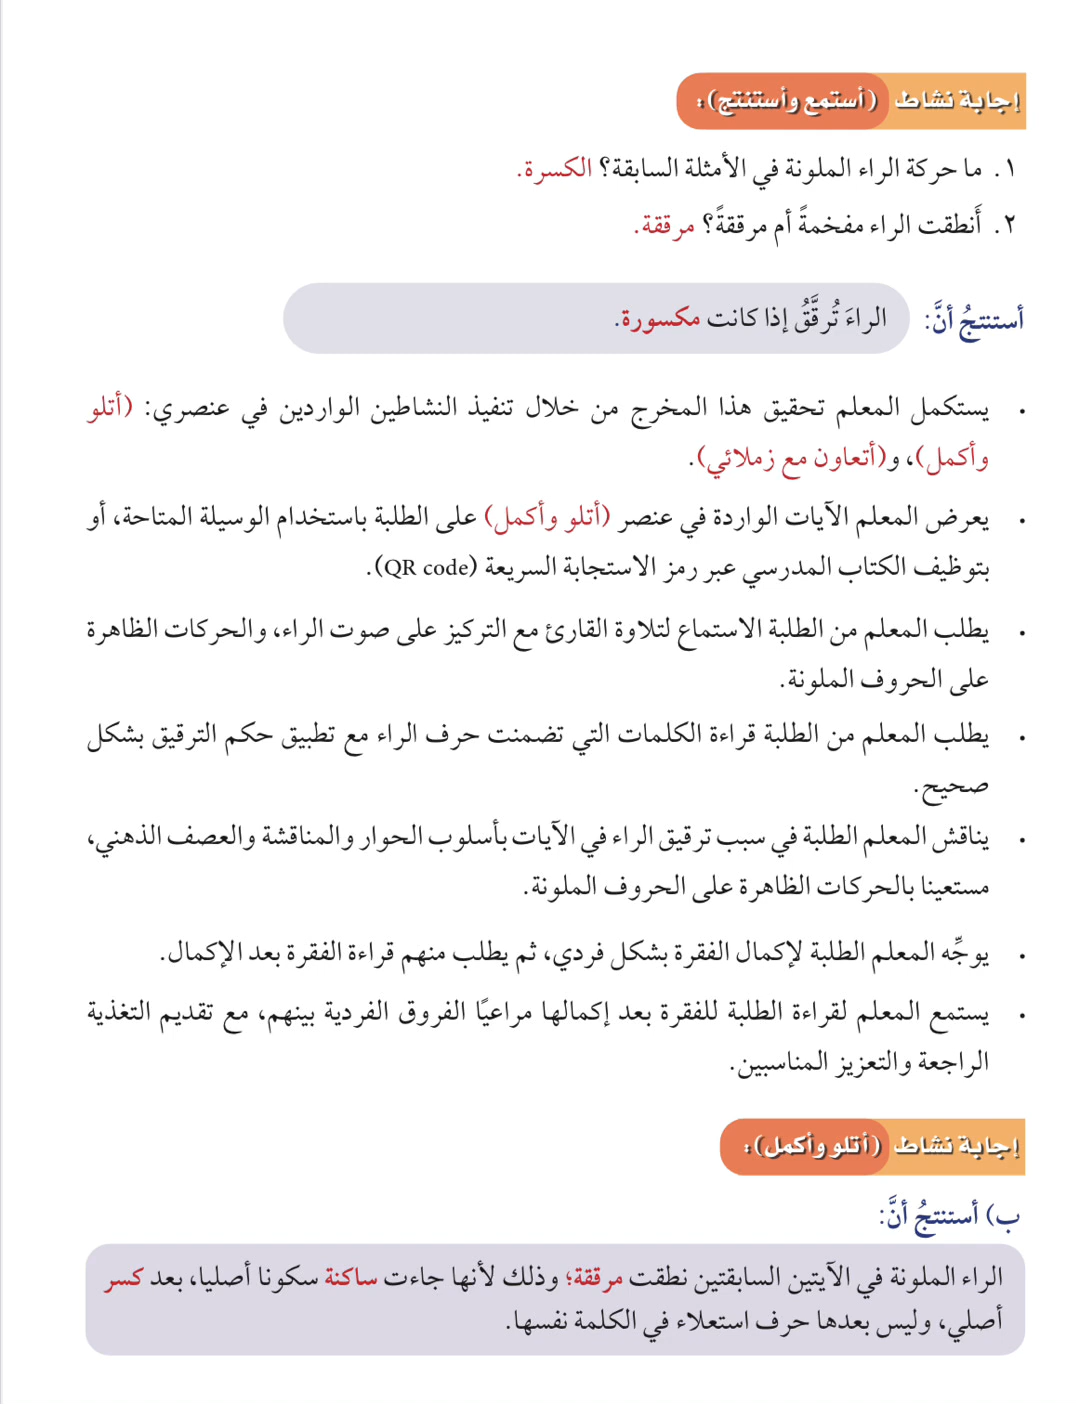 إجابة نشاط (أستمع وأستنتج):
١. ما حركة الراء الملونة في الأمثلة السابقة؟ الكسرة.
٢. أَنطقت الراء مفخمةً أم مرققةً؟ مرققة.
أستنتجُ أنَّ: الراءَ تُرقَّقُ إذا كانت مكسورة.
• يستكمل المعلم تحقيق هذا المخرج من خلال تنفيذ النشاطين الواردين في عنصري: (أتلو
وأكمل)، و(أتعاون مع زملائي).
• يعرض المعلم الآيات الواردة في عنصر (أتلو وأكمل) على الطلبة باستخدام الوسيلة المتاحة، أو
بتوظيف الكتاب المدرسي عبر رمز الاستجابة السريعة (QR code).
• يطلب المعلم من الطلبة الاستماع لتلاوة القارئ مع التركيز على صوت الراء، والحركات الظاهرة
على الحروف الملونة.
• يطلب المعلم من الطلبة قراءة الكلمات التي تضمنت حرف الراء مع تطبيق حكم الترقيق بشكل
صحيح.
• يناقش المعلم الطلبة في سبب ترقيق الراء في الآيات بأسلوب الحوار والمناقشة والعصف الذهني،
مستعينا بالحركات الظاهرة على الحروف الملونة.
• يوجِّه المعلم الطلبة لإكمال الفقرة بشكل فردي، ثم يطلب منهم قراءة الفقرة بعد الإكمال.
• يستمع المعلم لقراءة الطلبة للفقرة بعد إكمالها مراعيًا الفروق الفردية بينهم، مع تقديم التغذية
الراجعة والتعزيز المناسبين.
إجابة نشاط (أتلو وأكمل):
ب) أستنتجُ أنَّ:
الراء الملونة في الآيتين السابقتين نطقت مرققة؛ وذلك لأنها جاءت ساكنة سكونا أصليا، بعد كسر
أصلي، وليس بعدها حرف استعلاء في الكلمة نفسها.